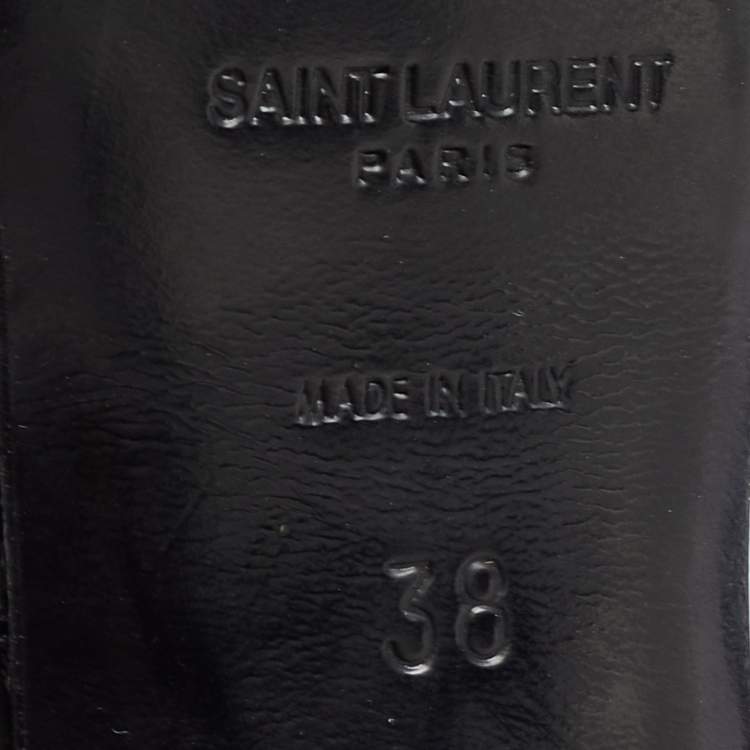 SAINT LAURENT
PARIS
MADE IN ITALY
38